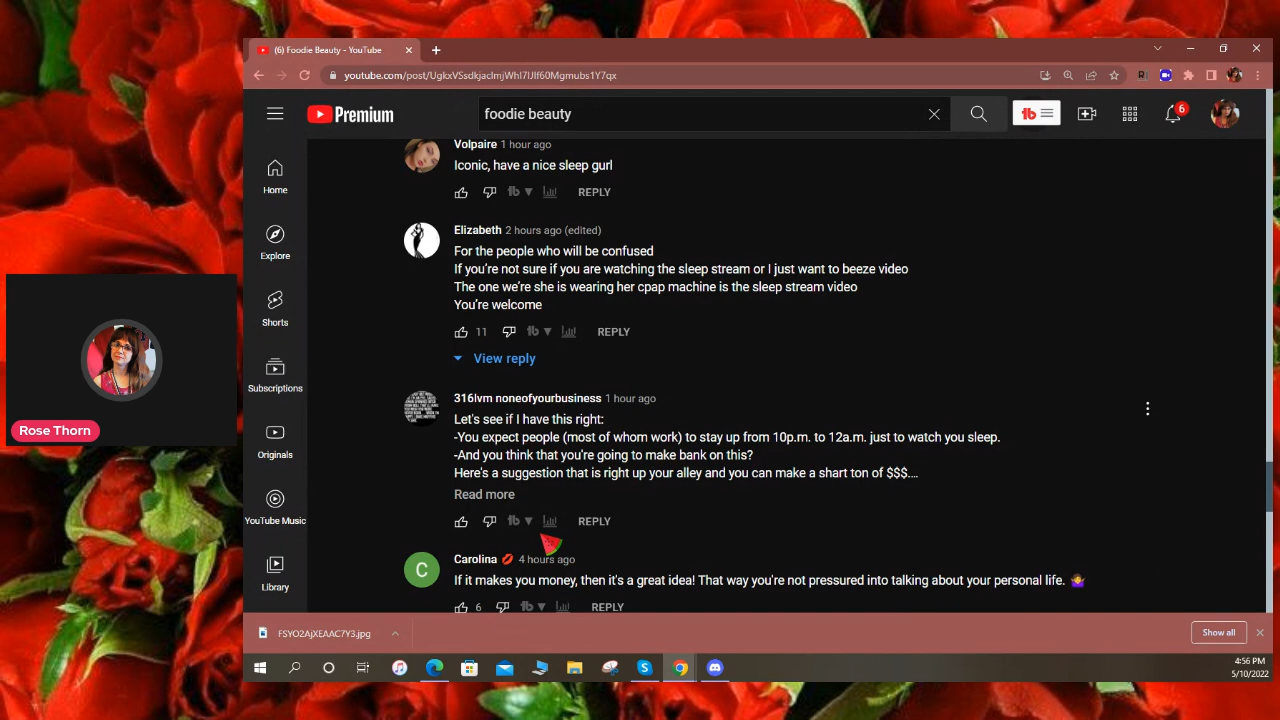 (6) Foodie Beauty - YouTube
youtube.com/post/UgkxVSsdkjaclmjWhI7lJlf60Mgmubs1Y7qx
Premium
foodie beauty
tb
6
Home
Explore
Shorts
Subscriptions
Originals
YouTube Music
Library
Volpaire 1 hour ago
Iconic, have a nice sleep gurl
tb
REPLY
Elizabeth 2 hours ago (edited)
For the people who will be confused
If you're not sure if you are watching the sleep stream or I just want to beeze video
The one we're she is wearing her cpap machine is the sleep stream video
You're welcome
11 tb REPLY
View reply
316lvm noneofyourbusiness 1 hour ago
Let's see if I have this right:
-You expect people (most of whom work) to stay up from 10p.m. to 12a.m. just to watch you sleep.
-And you think that you're going to make bank on this?
Here's a suggestion that is right up your alley and you can make a shart ton of $$$....
Read more
tb REPLY
C
Carolina 💋 4 hours ago
If it makes you money, then it's a great idea! That way you're not pressured into talking about your personal life. 🤷‍♀️
6 tb REPLY
Rose Thorn
FSYO2AjXEAAC7Y3.jpg
Show all
4:56 PM
5/10/2022